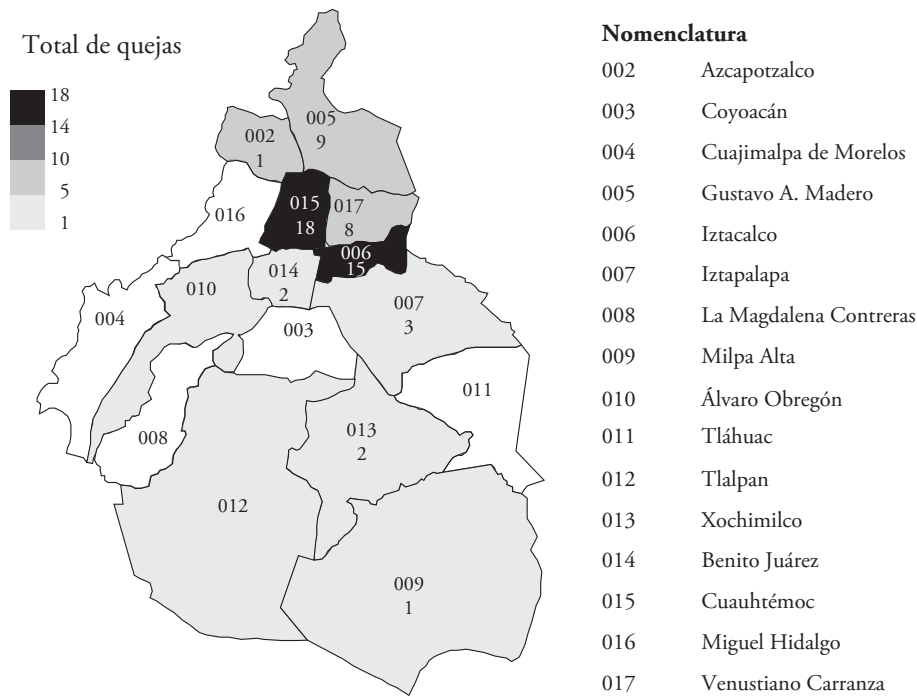 Total de quejas
18
14
10
5
1
005
9
002
1
015
18
017
8
016
006
15
014
2
010
007
3
004
003
011
013
2
008
012
009
1
Nomenclatura
002 Azcapotzalco
003 Coyoacán
004 Cuajimalpa de Morelos
005 Gustavo A. Madero
006 Iztacalco
007 Iztapalapa
008 La Magdalena Contreras
009 Milpa Alta
010 Álvaro Obregón
011 Tláhuac
012 Tlalpan
013 Xochimilco
014 Benito Juárez
015 Cuauhtémoc
016 Miguel Hidalgo
017 Venustiano Carranza